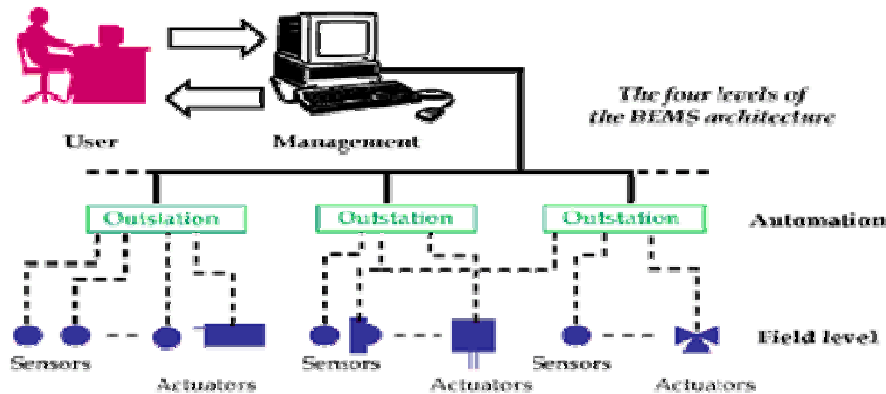 The four levels of
the BEMS architecture
User
Management
Outstation
Outstation
Outstation
Automation
Sensors
Actuators
Sensors
Actuators
Sensors
Actuators
Field level